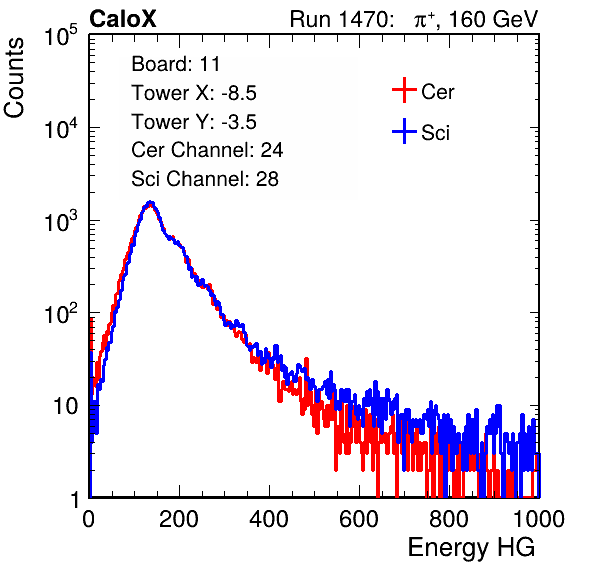 CaloX Run 1470: π⁺, 160 GeV
Counts
10⁵
10⁴
10³
10²
10
1
Board: 11
Tower X: -8.5
Tower Y: -3.5
Cer Channel: 24
Sci Channel: 28
Cer
Sci
0 200 400 600 800 1000
Energy HG